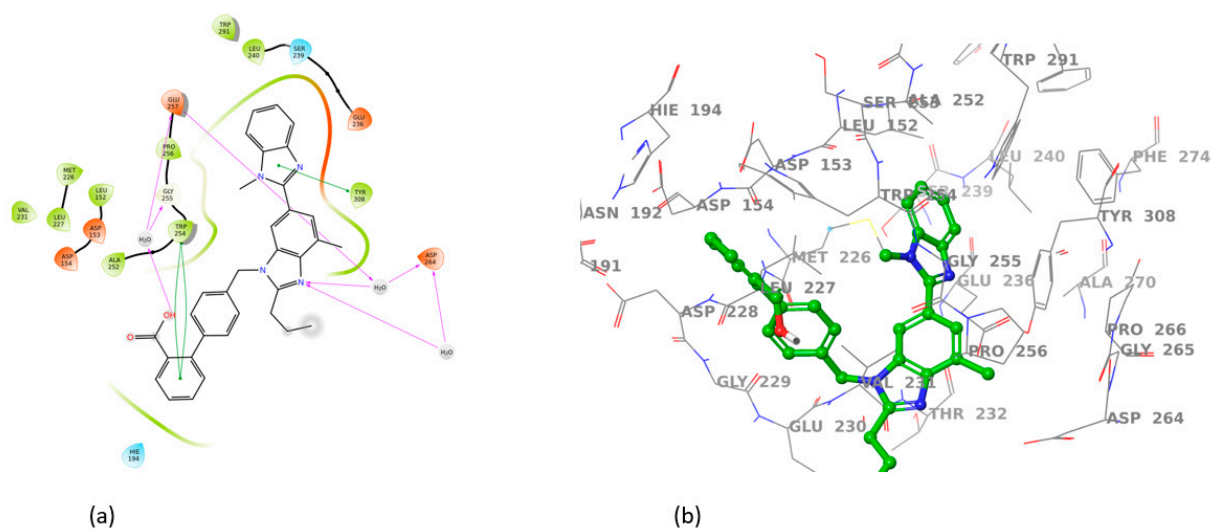 TRP
291
LEU
240
SER
239
GLU
257
GLU
236
PRO
256
MET
226
LEU
152
GLY
255
TYR
308
VAL
231
LEU
227
ASP
153
TRP
254
H₂O
ASP
154
ALA
252
ASP
264
H₂O
H₂O
N
N
N
N
OH
O
HIE
194
(a)
TRP 291
HIE 194
ALA 252
LEU 152
ASP 153
LEU 240
PHE 274
ASN 192
ASP 154
TYR 308
191
MET 226
GLY 255
LEU 227
GLU 236
ALA 270
ASP 228
PRO 266
PRO 256
GLY 265
GLY 229
VAL 231
GLU 230
THR 232
ASP 264
(b)